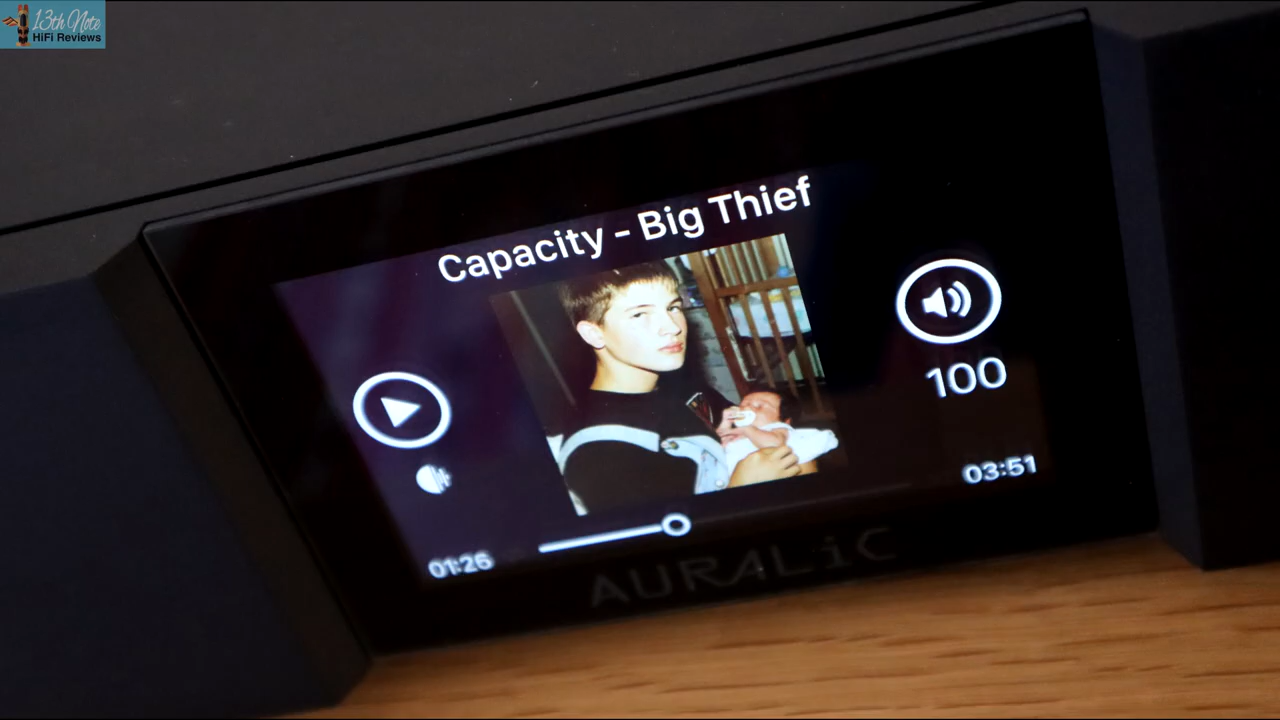 13th Note
HiFi Reviews
Capacity - Big Thief
100
03:51
01:26
AURALiC